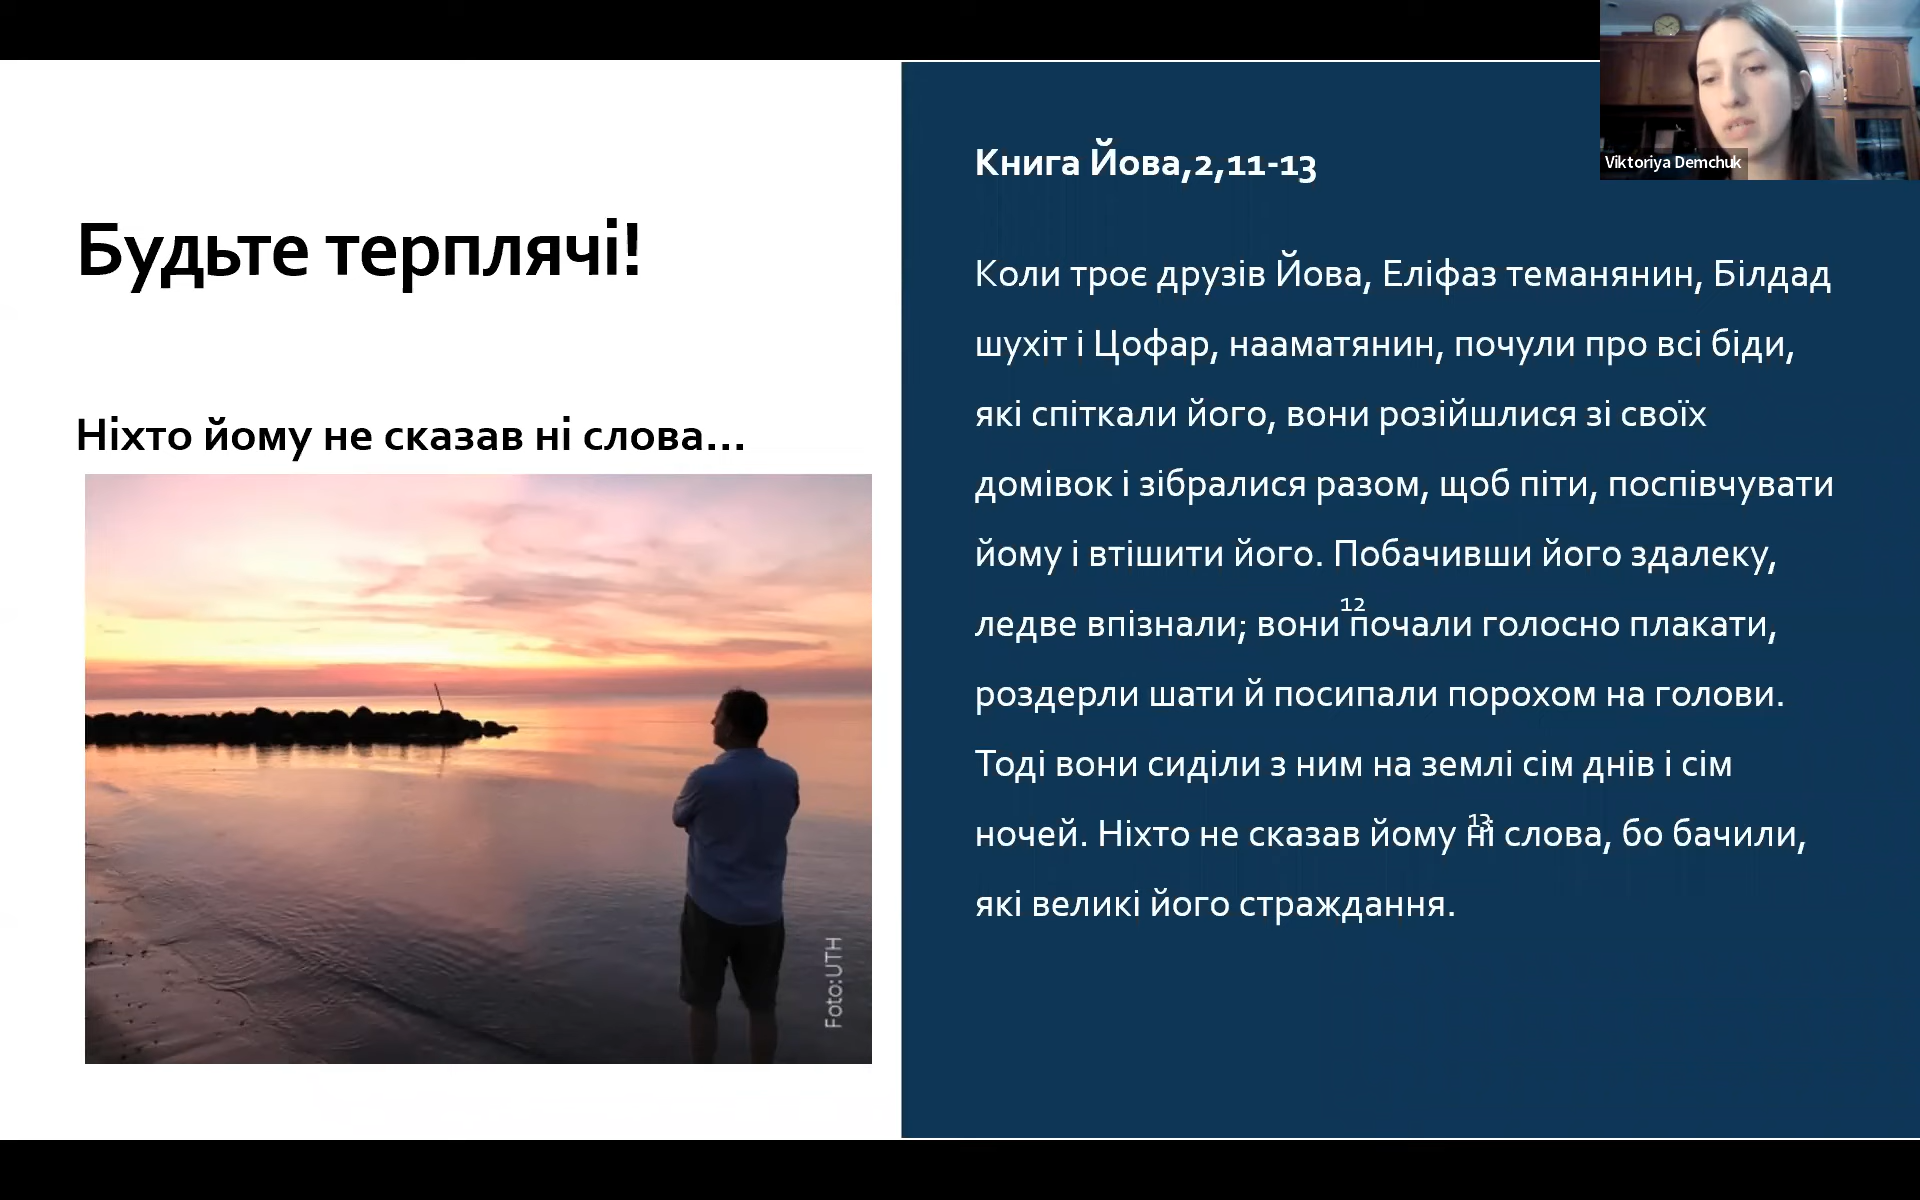 Будьте терплячі!
Ніхто йому не сказав ні слова...
Foto:UTH
Книга Йова,2,11-13
Коли троє друзів Йова, Еліфаз теманянин, Білдад
шухіт і Цофар, нааматянин, почули про всі біди,
які спіткали його, вони розійшлися зі своїх
домівок і зібралися разом, щоб піти, поспівчувати
йому і втішити його. Побачивши його здалеку,
12
ледве впізнали; вони почали голосно плакати,
роздерли шати й посипали порохом на голови.
Тоді вони сиділи з ним на землі сім днів і сім
13
ночей. Ніхто не сказав йому ні слова, бо бачили,
які великі його страждання.
Viktoriya Demchuk